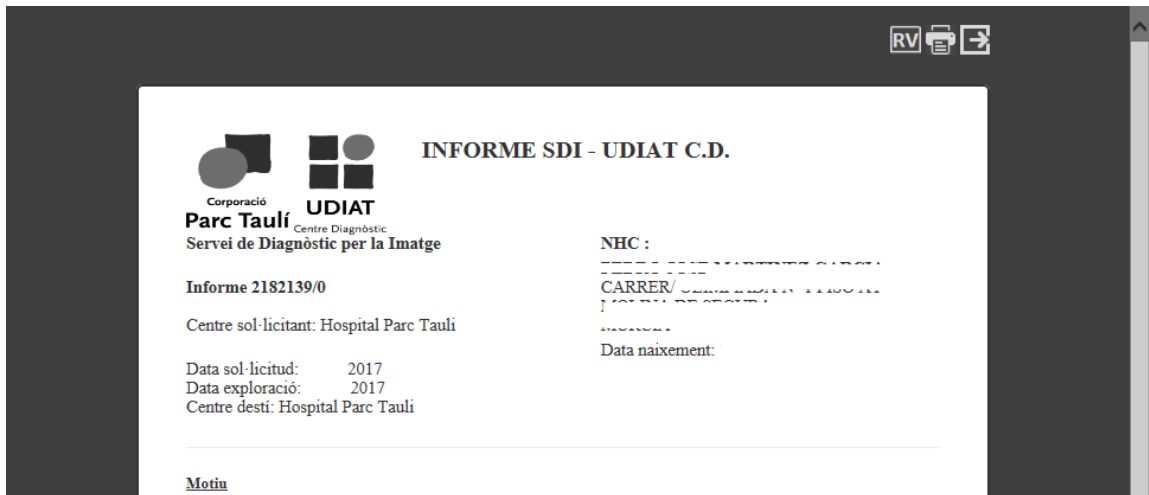 RV
INFORME SDI - UDIAT C.D.
Corporació
Parc Taulí
UDIAT
Centre Diagnòstic
Servei de Diagnòstic per la Imatge
NHC :
Informe 2182139/0
CARRER/
Centre sol·licitant: Hospital Parc Tauli
Data naixement:
Data sol·licitud: 2017
Data exploració: 2017
Centre destí: Hospital Parc Tauli
Motiu